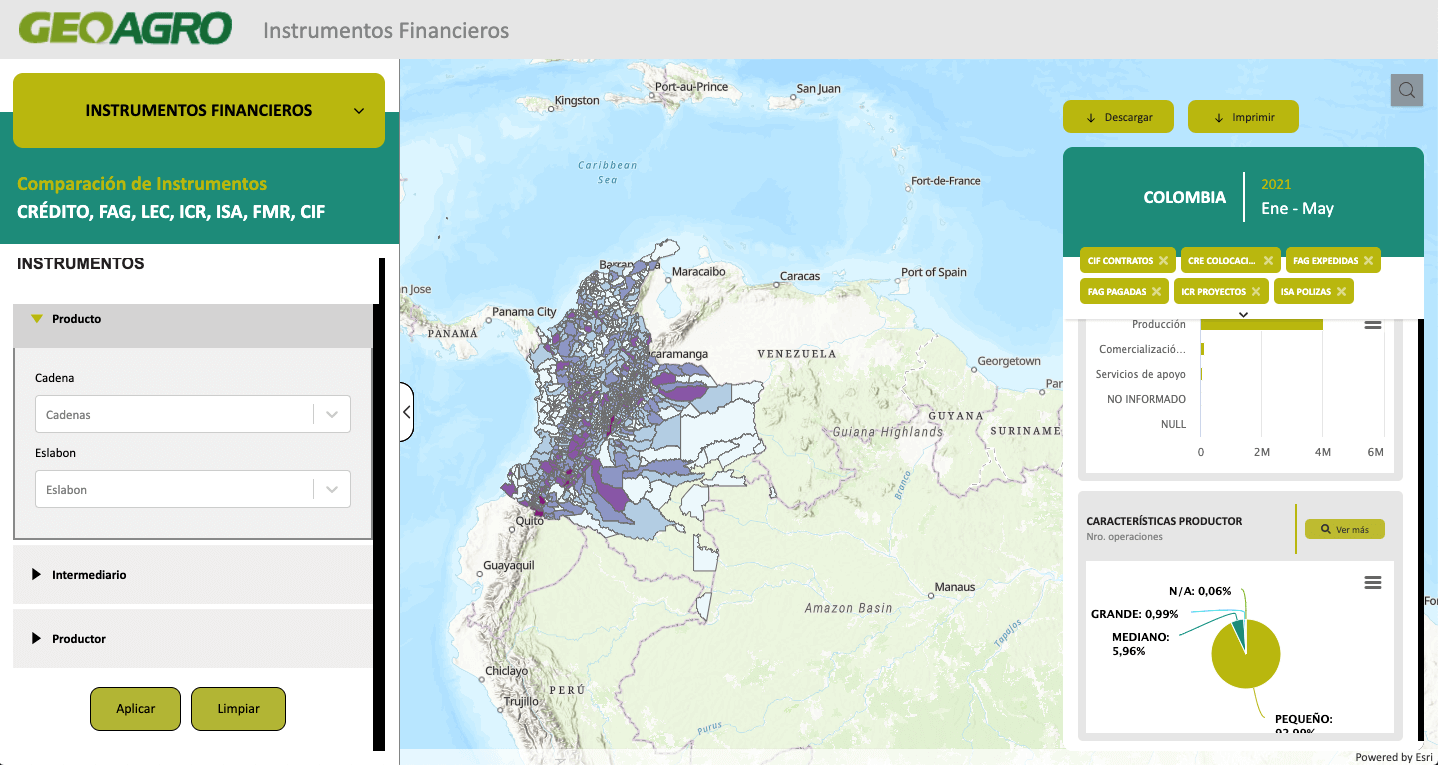 GEOAGRO
Instrumentos Financieros
INSTRUMENTOS FINANCIEROS
Comparación de Instrumentos
CRÉDITO, FAG, LEC, ICR, ISA, FMR, CIF
INSTRUMENTOS
Producto
Cadena
Cadenas
Eslabon
Eslabon
Intermediario
Productor
Aplicar
Limpiar
Port-au-Prince
Kingston
San Juan
Caribbean
Sea
Fort-de-France
Maracaibo
Caracas
Port of Spain
an Jose
Panama City
PANAMÁ
caramanga
VENEZUELA
Georgetown
GUYANA
Guiana Highlands
SURINAME
Branco
Quito
Guayaquil
Manaus
Amazon Basin
Tapajos
Chiclayo
PERÚ
Trujillo
Purus
Descargar
Imprimir
COLOMBIA
2021
Ene - May
CIF CONTRATOS
CRE COLOCACI...
FAG EXPEDIDAS
FAG PAGADAS
ICR PROYECTOS
ISA POLIZAS
Producción
Comercializació...
Servicios de apoyo
NO INFORMADO
NULL
0 2M 4M 6M
CARACTERÍSTICAS PRODUCTOR
Nro. operaciones
Ver más
N/A: 0,06%
GRANDE: 0,99%
MEDIANO:
5,96%
PEQUEÑO:
92,99%
Powered by Esri